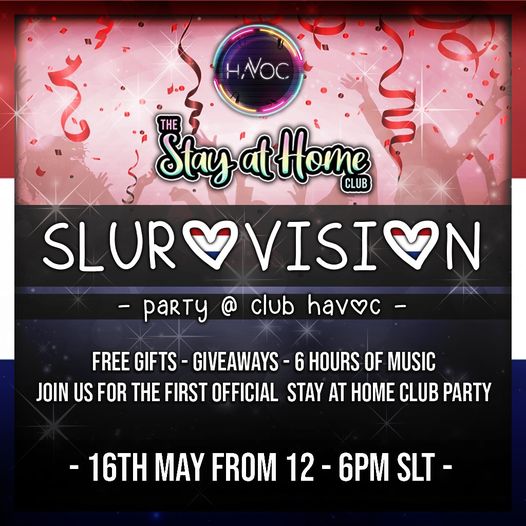 HAVOC
THE
Stay at Home
CLUB
SLUROVISION
- PARTY @ CLUB HAVOC -
FREE GIFTS - GIVEAWAYS - 6 HOURS OF MUSIC
JOIN US FOR THE FIRST OFFICIAL STAY AT HOME CLUB PARTY
- 16TH MAY FROM 12 - 6PM SLT -